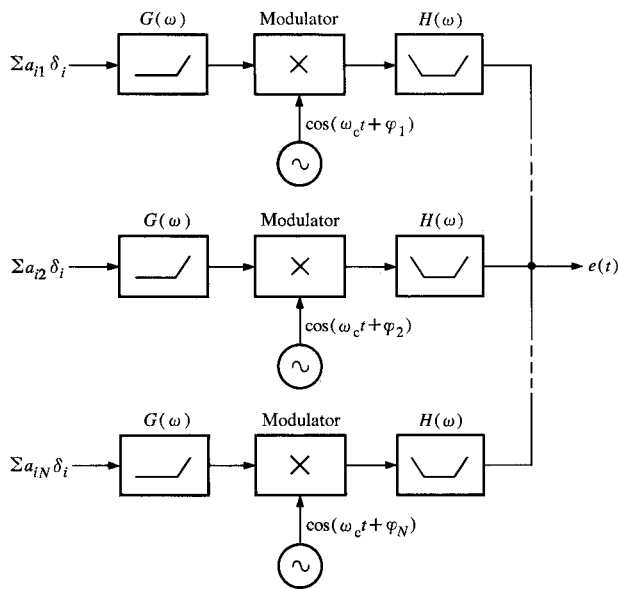 G(ω) Modulator H(ω)
Σa_{i1} δ_i
×
cos(ω_c t + φ_1)
∼
G(ω) Modulator H(ω)
Σa_{i2} δ_i
×
e(t)
cos(ω_c t + φ_2)
∼
G(ω) Modulator H(ω)
Σa_{iN} δ_i
×
cos(ω_c t + φ_N)
∼